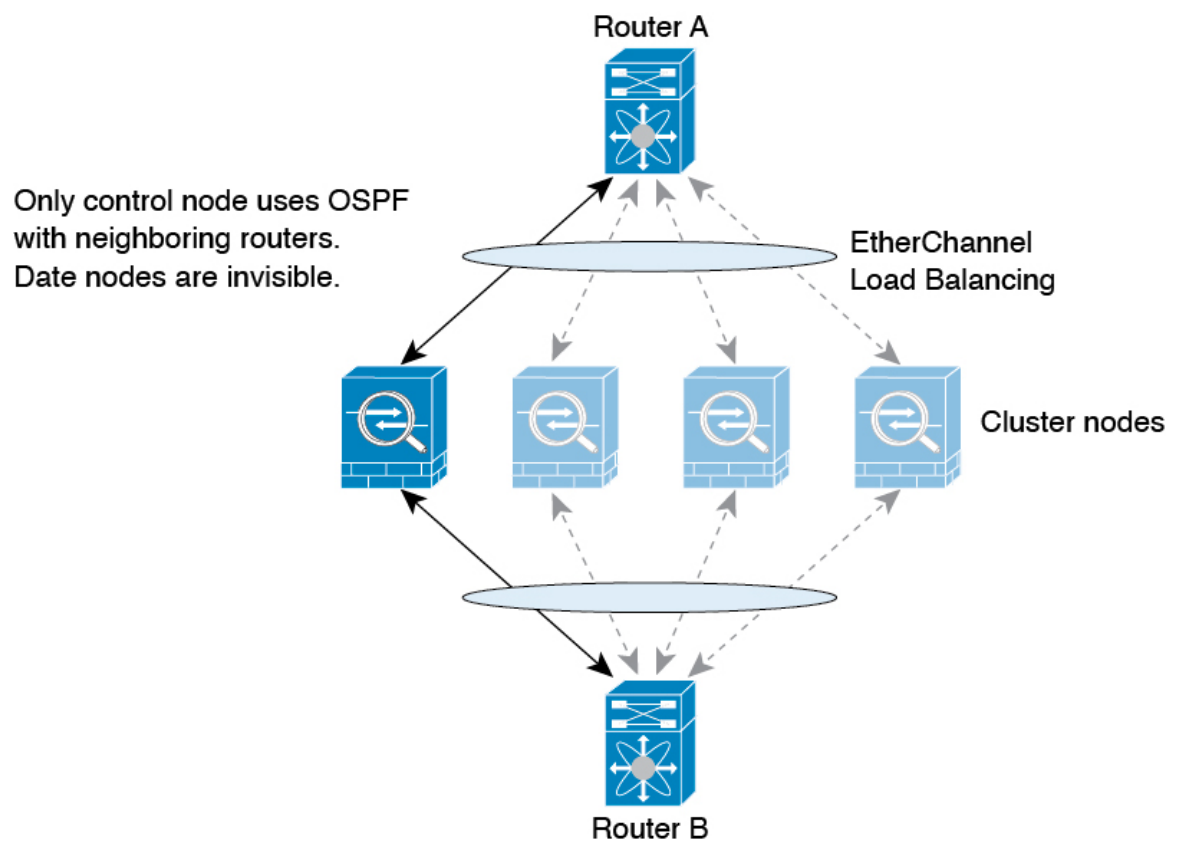 Router A
Only control node uses OSPF
with neighboring routers.
Date nodes are invisible.
EtherChannel
Load Balancing
Cluster nodes
Router B